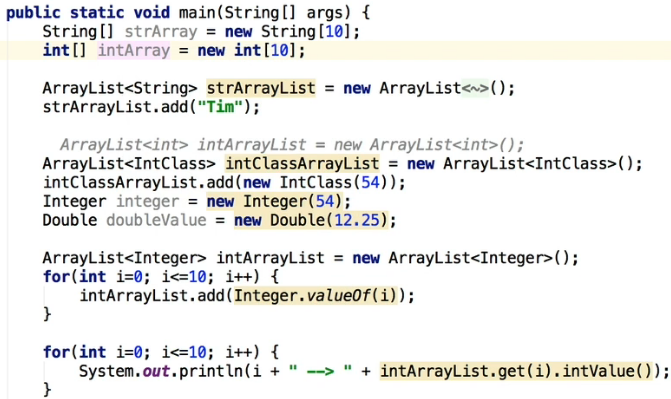 public static void main(String[] args) {
String[] strArray = new String[10];
int[] intArray = new int[10];
ArrayList<String> strArrayList = new ArrayList<~>();
strArrayList.add("Tim");
ArrayList<int> intArrayList = new ArrayList<int>();
ArrayList<IntClass> intClassArrayList = new ArrayList<IntClass>();
intClassArrayList.add(new IntClass(54));
Integer integer = new Integer(54);
Double doubleValue = new Double(12.25);
ArrayList<Integer> intArrayList = new ArrayList<Integer>();
for(int i=0; i<=10; i++) {
intArrayList.add(Integer.valueOf(i));
}
for(int i=0; i<=10; i++) {
System.out.println(i + " --> " + intArrayList.get(i).intValue());
}